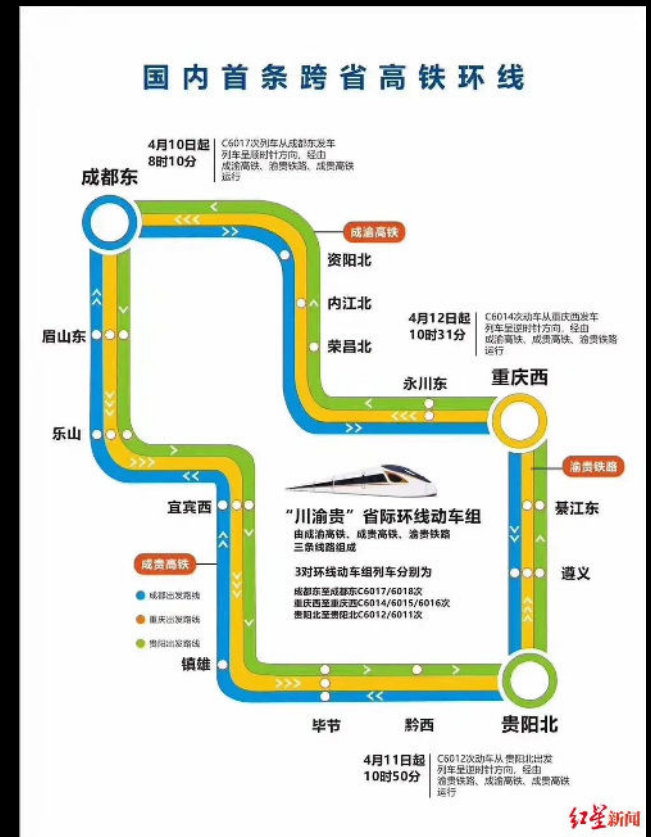 国内首条跨省高铁环线
4月10日起
8时10分
C6017次列车从成都东发车
列车呈顺时针方向，经由
成渝高铁、渝贵铁路、成贵高铁
运行
成都东
成渝高铁
资阳北
内江北
荣昌北
4月12日起
10时31分
C6014次动车从重庆西发车
列车呈逆时针方向，经由
成渝高铁、成贵高铁、渝贵铁路
运行
眉山东
永川东
重庆西
乐山
渝贵铁路
宜宾西
“川渝贵”省际环线动车组
由成渝高铁、成贵高铁、渝贵铁路
三条线路组成
綦江东
成贵高铁
3对环线动车组列车分别为
遵义
成都东至成都东C6017/6018次
重庆西至重庆西C6014/6015/6016次
贵阳北至贵阳北C6012/6011次
成都出发路线
重庆出发路线
贵阳出发路线
镇雄
毕节
黔西
贵阳北
4月11日起
10时50分
C6012次动车从贵阳北出发
列车呈逆时针方向，经由
渝贵铁路、成渝高铁、成贵高铁
运行
红星新闻